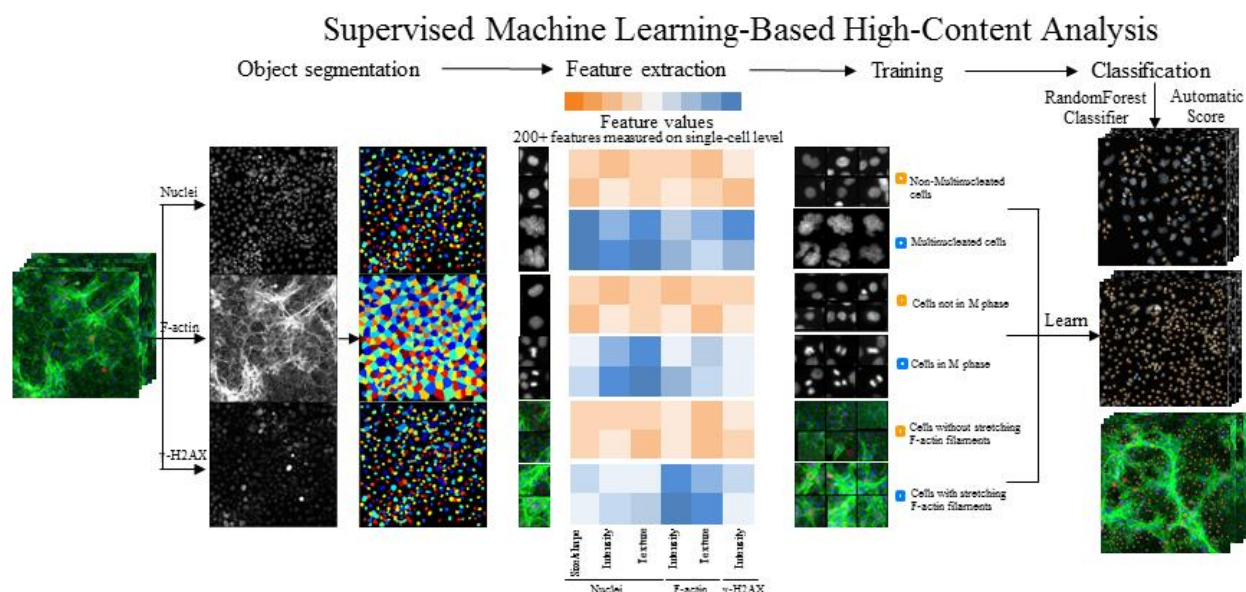 Supervised Machine Learning-Based High-Content Analysis
Object segmentation
Feature extraction
Training
Classification
RandomForest
Classifier
Automatic
Score
Feature values
200+ features measured on single-cell level
Nuclei
F-actin
γ-H2AX
Non-Multinucleated
cells
Multinucleated cells
Cells not in M phase
Cells in M phase
Cells without stretching
F-actin filaments
Cells with stretching
F-actin filaments
Learn
Size/shape
Intensity
Texture
Intensity
Texture
Intensity
Nuclei
F-actin
γ-H2AX